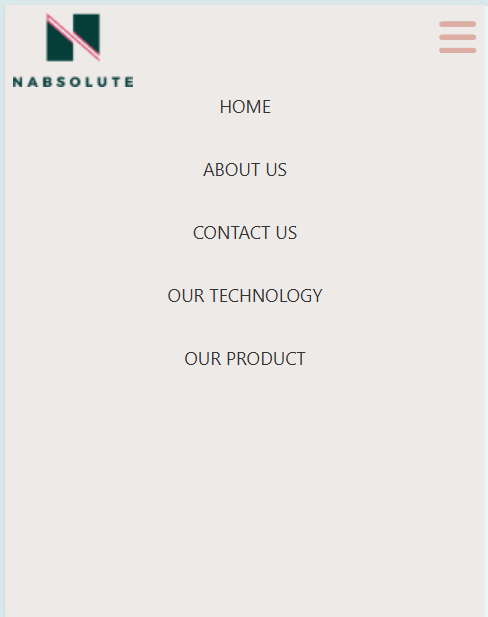 NABSOLUTE
HOME
ABOUT US
CONTACT US
OUR TECHNOLOGY
OUR PRODUCT